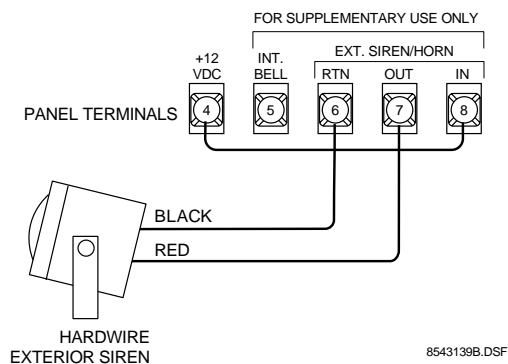 FOR SUPPLEMENTARY USE ONLY
EXT. SIREN/HORN
+12
VDC
INT.
BELL
RTN
OUT
IN
PANEL TERMINALS
4
5
6
7
8
BLACK
RED
HARDWIRE
EXTERIOR SIREN
8543139B.DSF